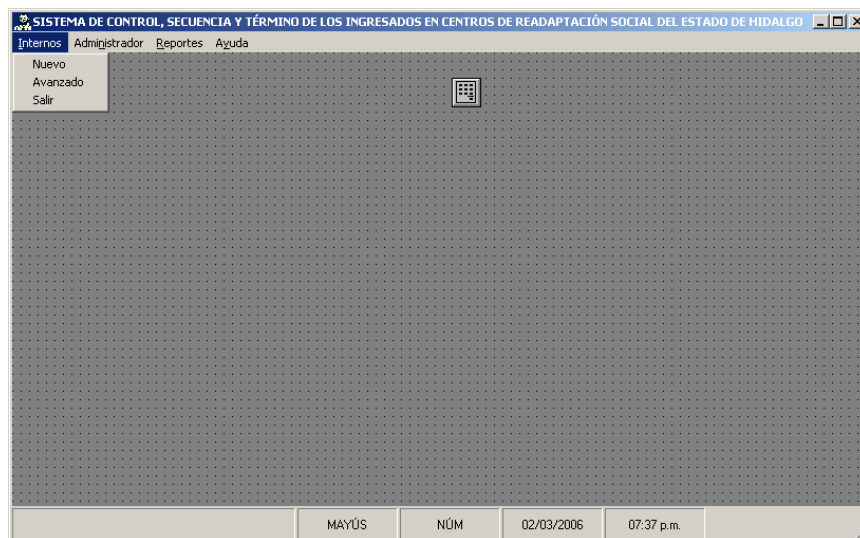 SISTEMA DE CONTROL, SECUENCIA Y TÉRMINO DE LOS INGRESADOS EN CENTROS DE READAPTACIÓN SOCIAL DEL ESTADO DE HIDALGO
Internos Administrador Reportes Ayuda
Nuevo
Avanzado
Salir
MAYÚS NÚM 02/03/2006 07:37 p.m.